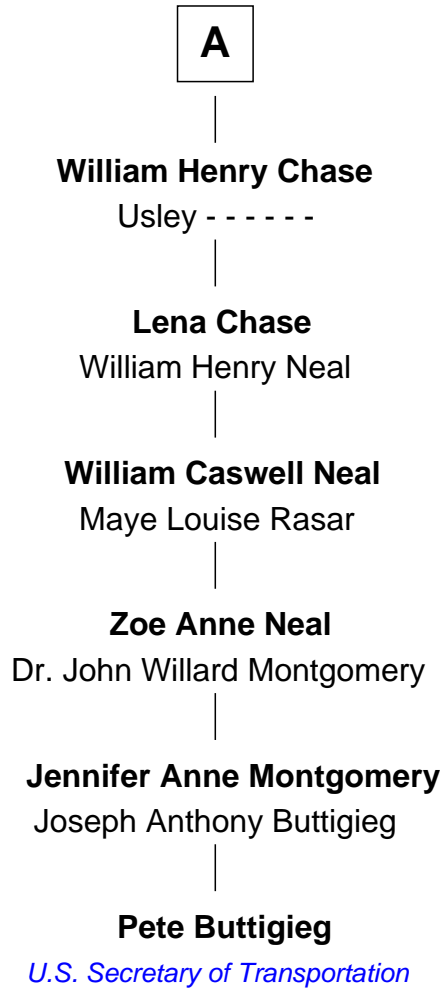 A
William Henry Chase
Usley - - - - - -
Lena Chase
William Henry Neal
William Caswell Neal
Maye Louise Rasar
Zoe Anne Neal
Dr. John Willard Montgomery
Jennifer Anne Montgomery
Joseph Anthony Buttigieg
Pete Buttigieg
U.S. Secretary of Transportation